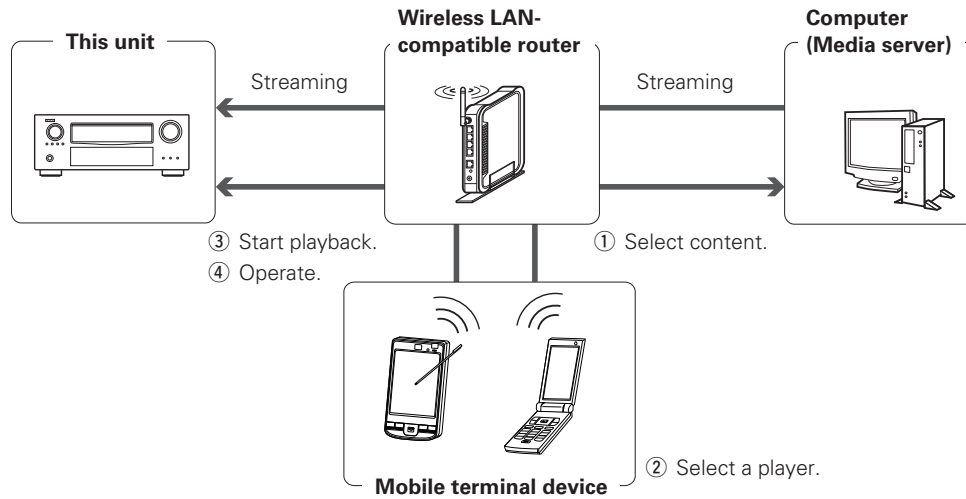 This unit
Wireless LAN-
compatible router
Computer
(Media server)
Streaming
Streaming
③ Start playback.
④ Operate.
① Select content.
② Select a player.
Mobile terminal device